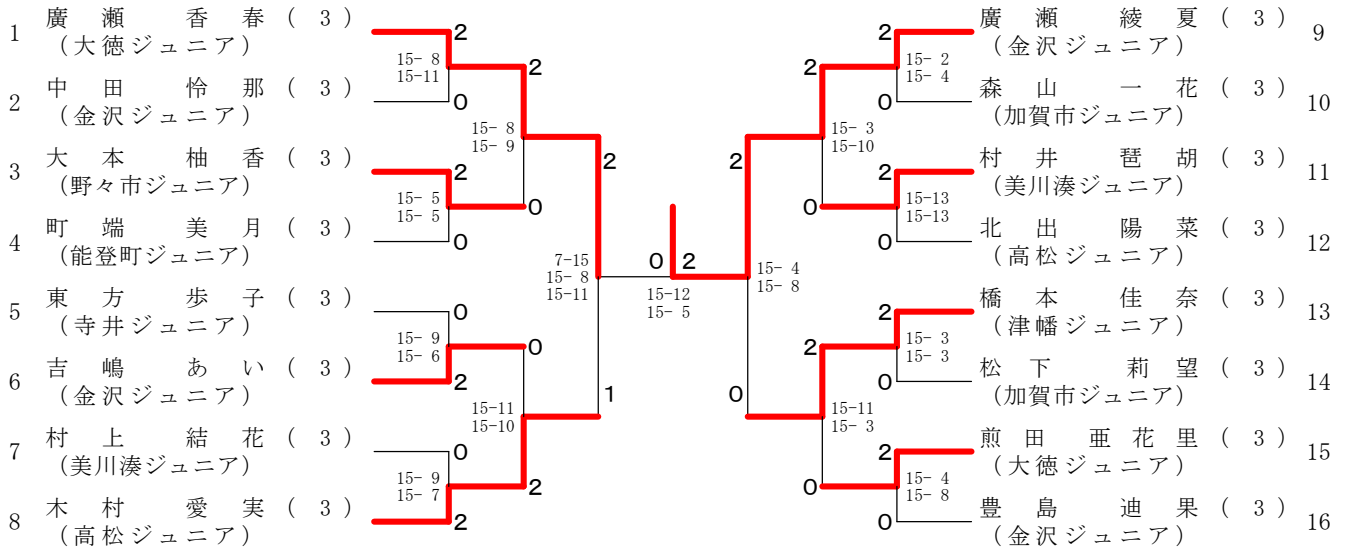 1 廣瀬 香春 ( 3 )
(大徳ジュニア)
2 中田 怜那 ( 3 )
(金沢ジュニア)
3 大本 柚香 ( 3 )
(野々市ジュニア)
4 町端 美月 ( 3 )
(能登町ジュニア)
5 東方 歩子 ( 3 )
(寺井ジュニア)
6 吉嶋 あい ( 3 )
(金沢ジュニア)
7 村上 結花 ( 3 )
(美川湊ジュニア)
8 木村 愛実 ( 3 )
(高松ジュニア)
2
15- 8
15-11
0
2
15- 5
15- 5
0
0
15- 9
15- 6
2
0
15- 9
15- 7
2
2
15- 8
15- 9
0
0
15-11
15-10
2
2
7-15
15- 8
15-11
1
0 2
15-12
15- 5
2
15- 4
15- 8
0
2
15- 3
15-10
0
2
15-11
15- 3
0
2
15- 2
15- 4
0
2
15-13
15-13
0
2
15- 3
15- 3
0
2
15- 4
15- 8
0
廣瀬 綾夏 ( 3 ) 9
(金沢ジュニア)
森山 一花 ( 3 ) 10
(加賀市ジュニア)
村井 琶胡 ( 3 ) 11
(美川湊ジュニア)
北出 陽菜 ( 3 ) 12
(高松ジュニア)
橋本 佳奈 ( 3 ) 13
(津幡ジュニア)
松下 莉望 ( 3 ) 14
(加賀市ジュニア)
煎田 亜花里 ( 3 ) 15
(大徳ジュニア)
豊島 迪果 ( 3 ) 16
(金沢ジュニア)